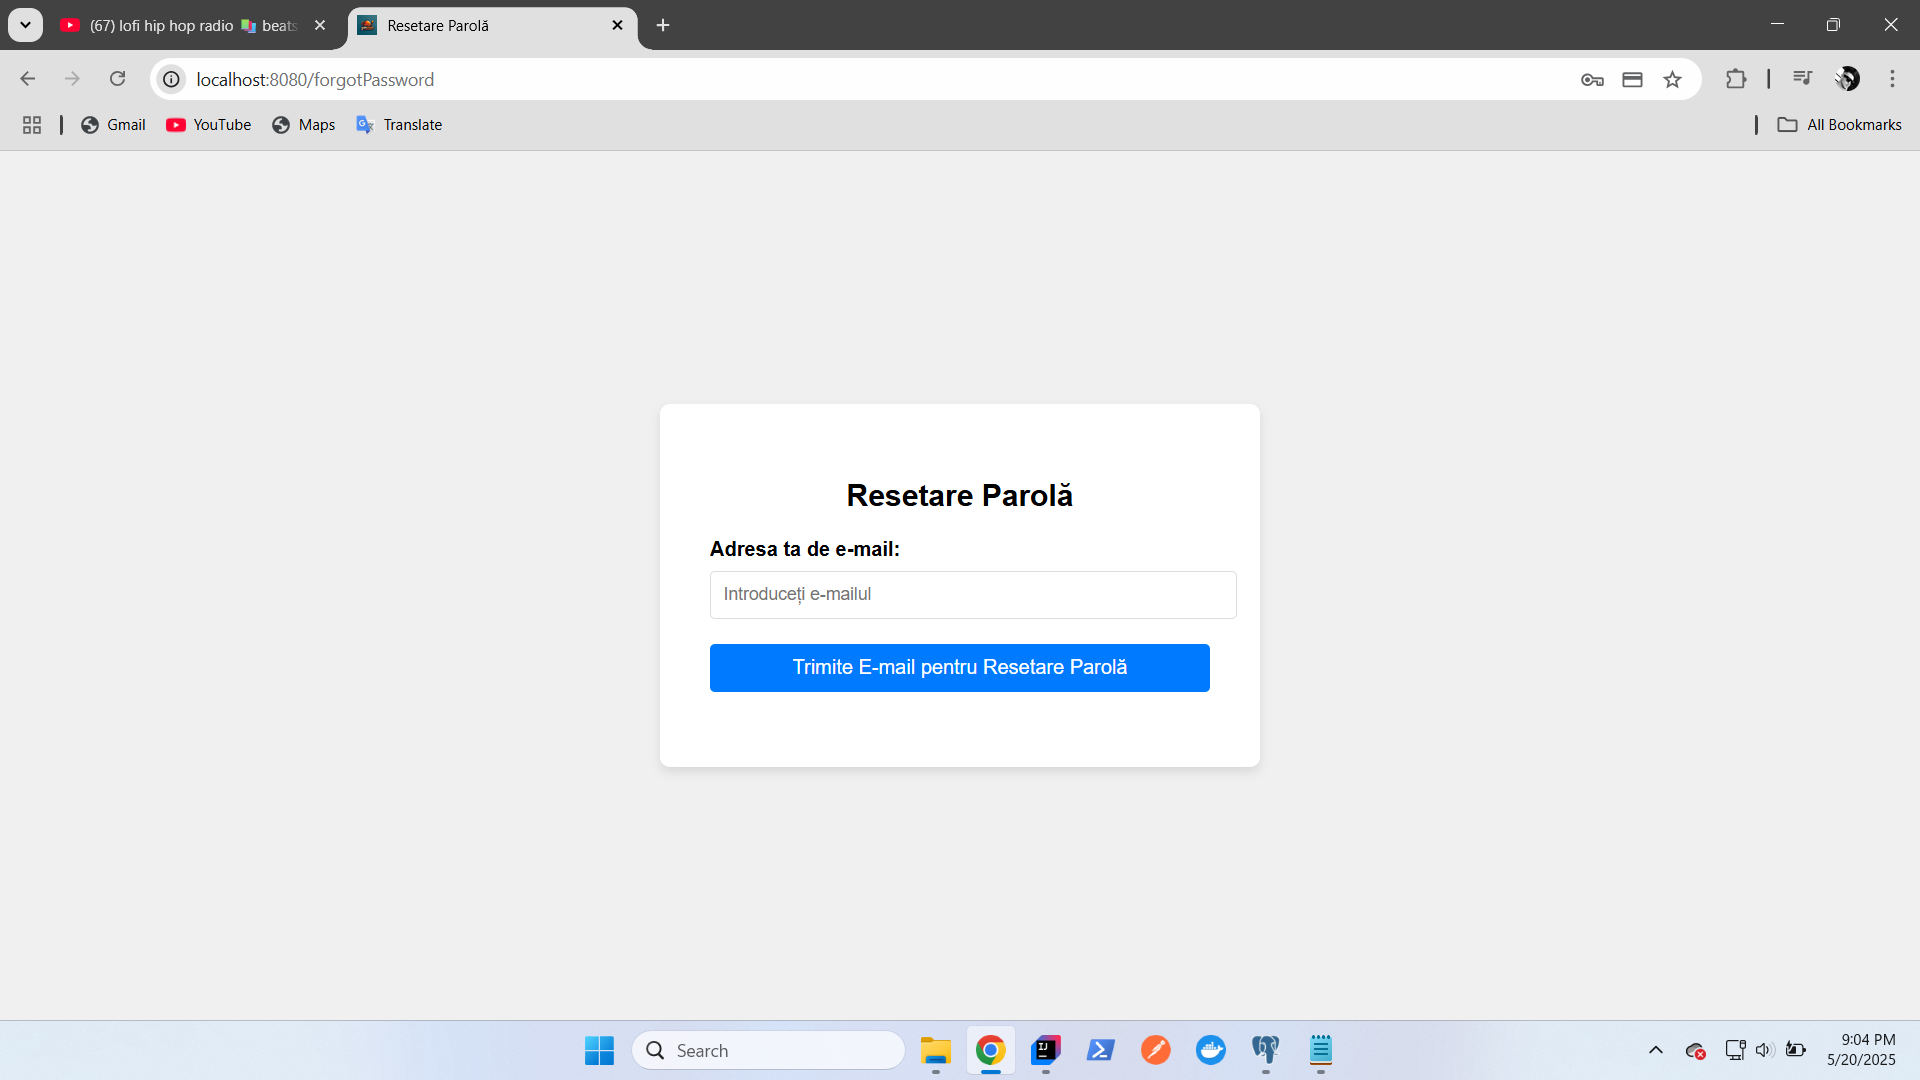 (67) lofi hip hop radio 📚 beats
Resetare Parolă
localhost:8080/forgotPassword
Gmail
YouTube
Maps
Translate
All Bookmarks
Resetare Parolă
Adresa ta de e-mail:
Introduceți e-mailul
Trimite E-mail pentru Resetare Parolă
Search
9:04 PM
5/20/2025